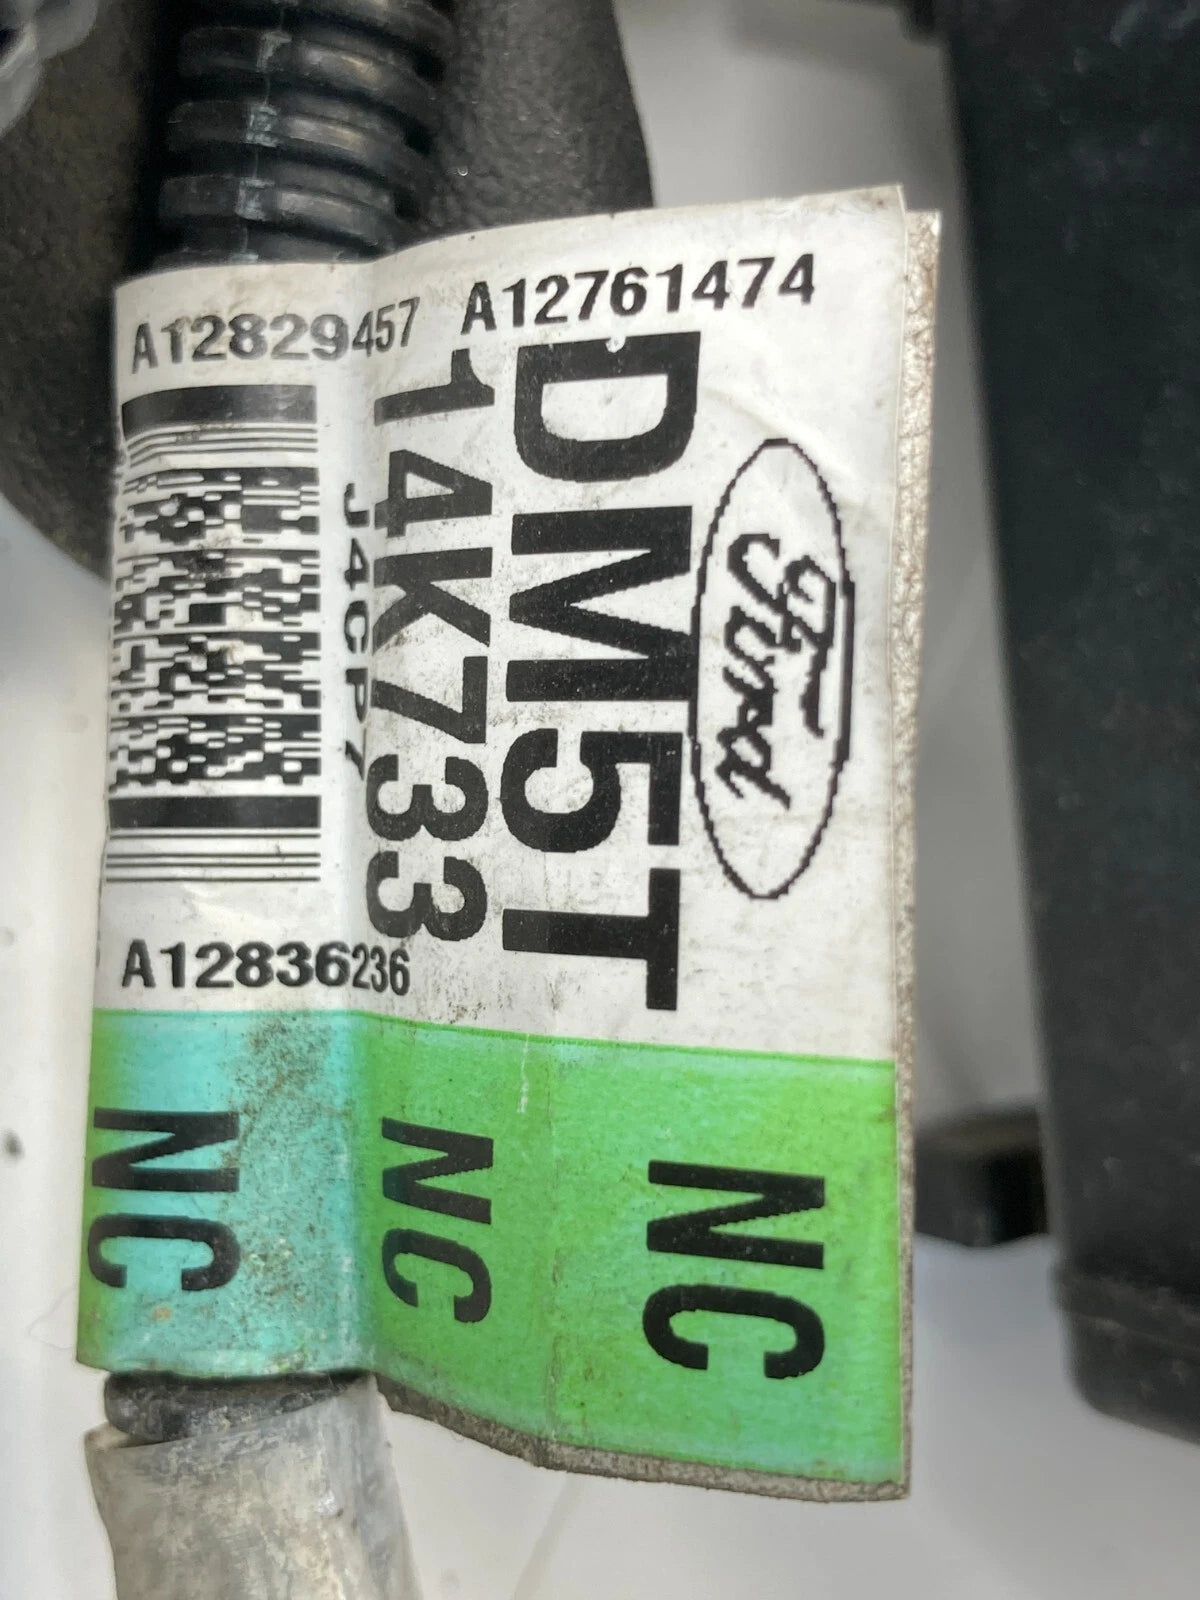 A12829457
A12761474
Ford
DM5T
14K733
J4CP7
A12836236
NC
NC
NC